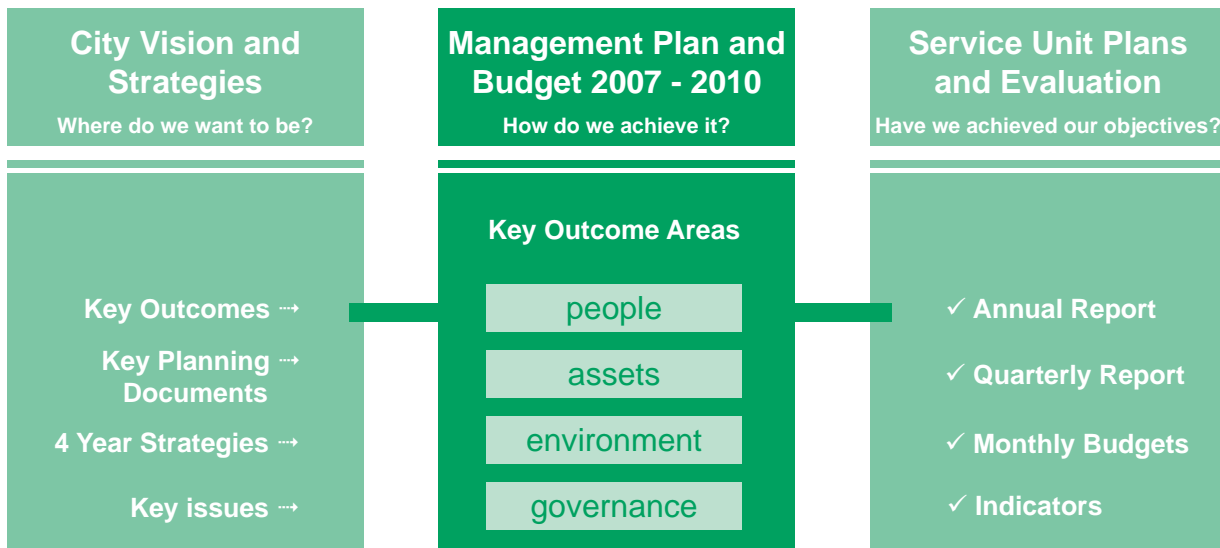 City Vision and
Strategies
Where do we want to be?
Key Outcomes ⤑
Key Planning ⤑
Documents
4 Year Strategies ⤑
Key issues ⤑
Management Plan and
Budget 2007 - 2010
How do we achieve it?
Key Outcome Areas
people
assets
environment
governance
Service Unit Plans
and Evaluation
Have we achieved our objectives?
✓ Annual Report
✓ Quarterly Report
✓ Monthly Budgets
✓ Indicators